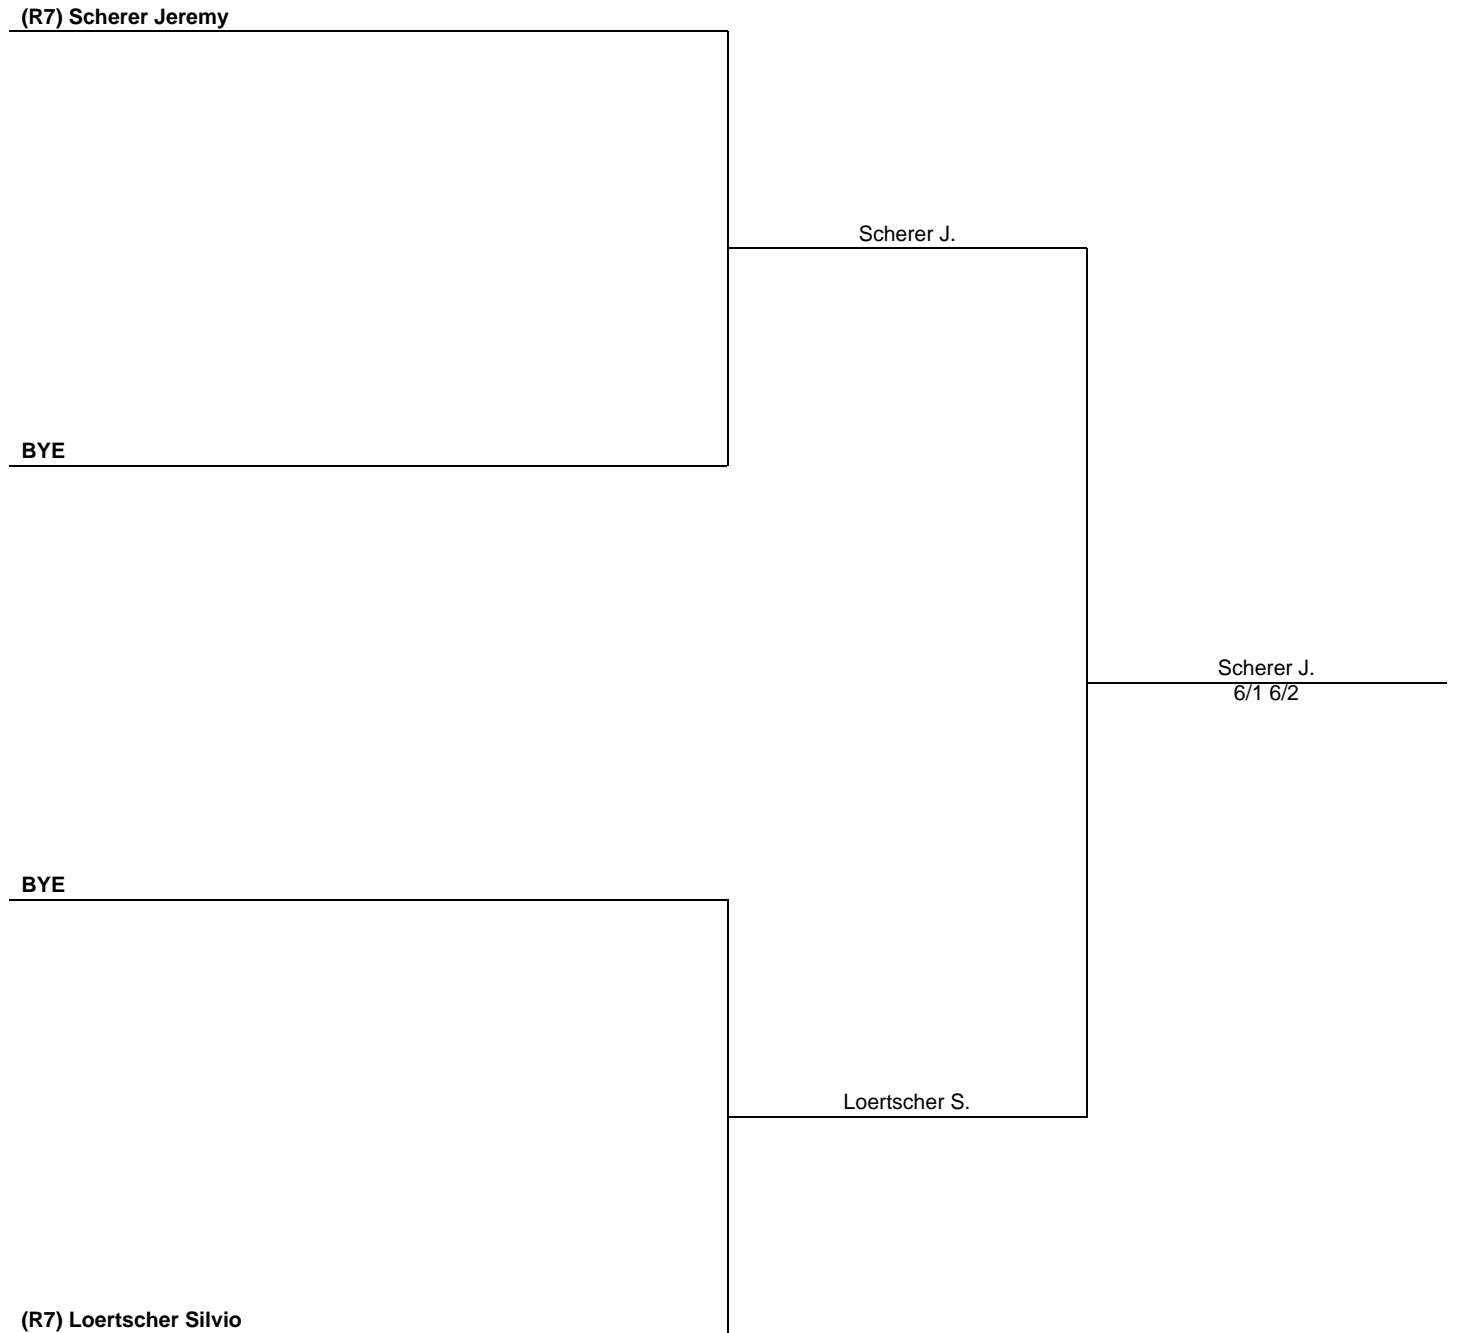 (R7) Scherer Jeremy
Scherer J.
BYE
Scherer J.
6/1 6/2
BYE
Loertscher S.
(R7) Loertscher Silvio